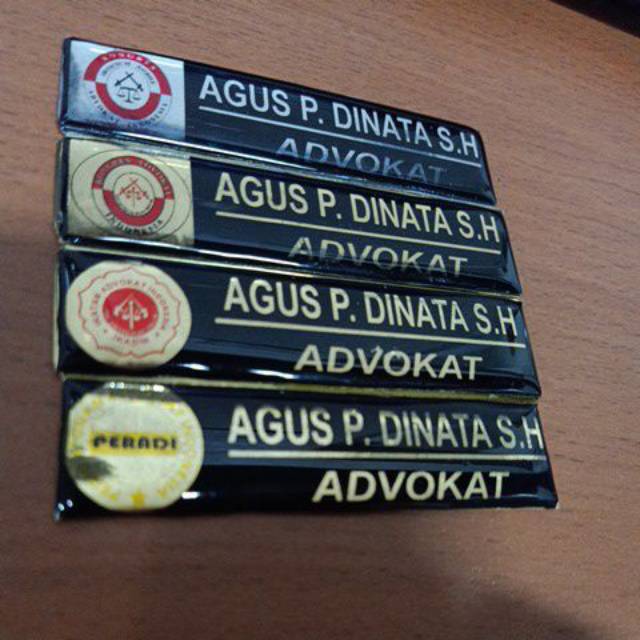 AGUS P. DINATA S.H
ADVOKAT
AGUS P. DINATA S.H
ADVOKAT
AGUS P. DINATA S.H
ADVOKAT
PERADI
AGUS P. DINATA S.H
ADVOKAT